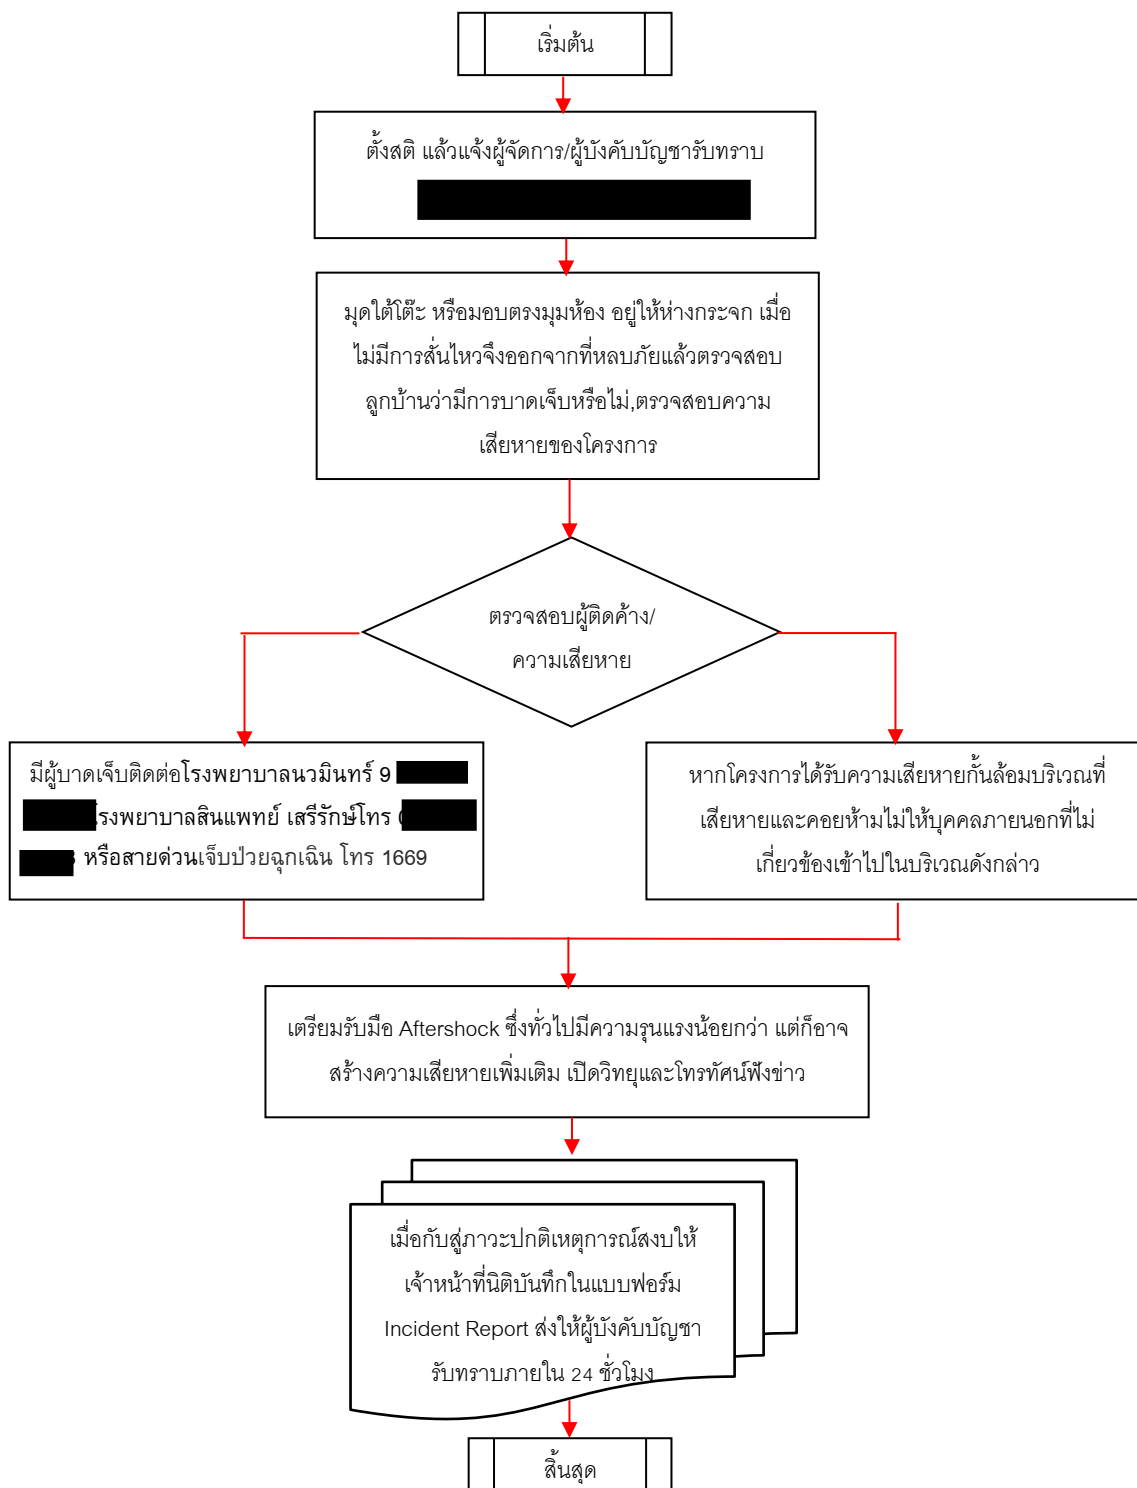 เริ่มต้น
ตั้งสติ แล้วแจ้งผู้จัดการ/ผู้บังคับบัญชารับทราบ
มุดใต้โต๊ะ หรือมอบตรงมุมห้อง อยู่ให้ห่างกระจก เมื่อ
ไม่มีการสั่นไหวจึงออกจากที่หลบภัยแล้วตรวจสอบ
ลูกบ้านว่ามีการบาดเจ็บหรือไม่,ตรวจสอบความ
เสียหายของโครงการ
ตรวจสอบผู้ติดค้าง/
ความเสียหาย
มีผู้บาดเจ็บติดต่อโรงพยาบาลนวมินทร์ 9
โรงพยาบาลสินแพทย์ เสรีรักษ์โทร
หรือสายด่วนเจ็บป่วยฉุกเฉิน โทร 1669
หากโครงการได้รับความเสียหายกั้นล้อมบริเวณที่
เสียหายและคอยห้ามไม่ให้บุคคลภายนอกที่ไม่
เกี่ยวข้องเข้าไปในบริเวณดังกล่าว
เตรียมรับมือ Aftershock ซึ่งทั่วไปมีความรุนแรงน้อยกว่า แต่ก็อาจ
สร้างความเสียหายเพิ่มเติม เปิดวิทยุและโทรทัศน์ฟังข่าว
เมื่อกับสู่ภาวะปกติเหตุการณ์สงบให้
เจ้าหน้าที่นิติบันทึกในแบบฟอร์ม
Incident Report ส่งให้ผู้บังคับบัญชา
รับทราบภายใน 24 ชั่วโมง
สิ้นสุด